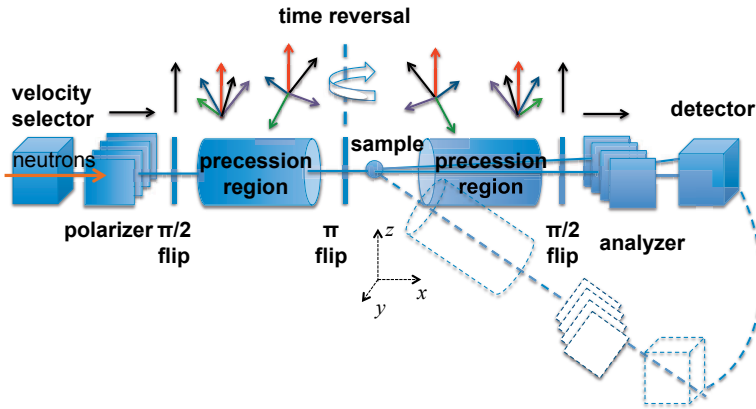 time reversal
velocity
selector
detector
sample
neutrons
precession
region
precession
region
polarizer
π/2
flip
π
flip
π/2
flip
analyzer
z
x
y